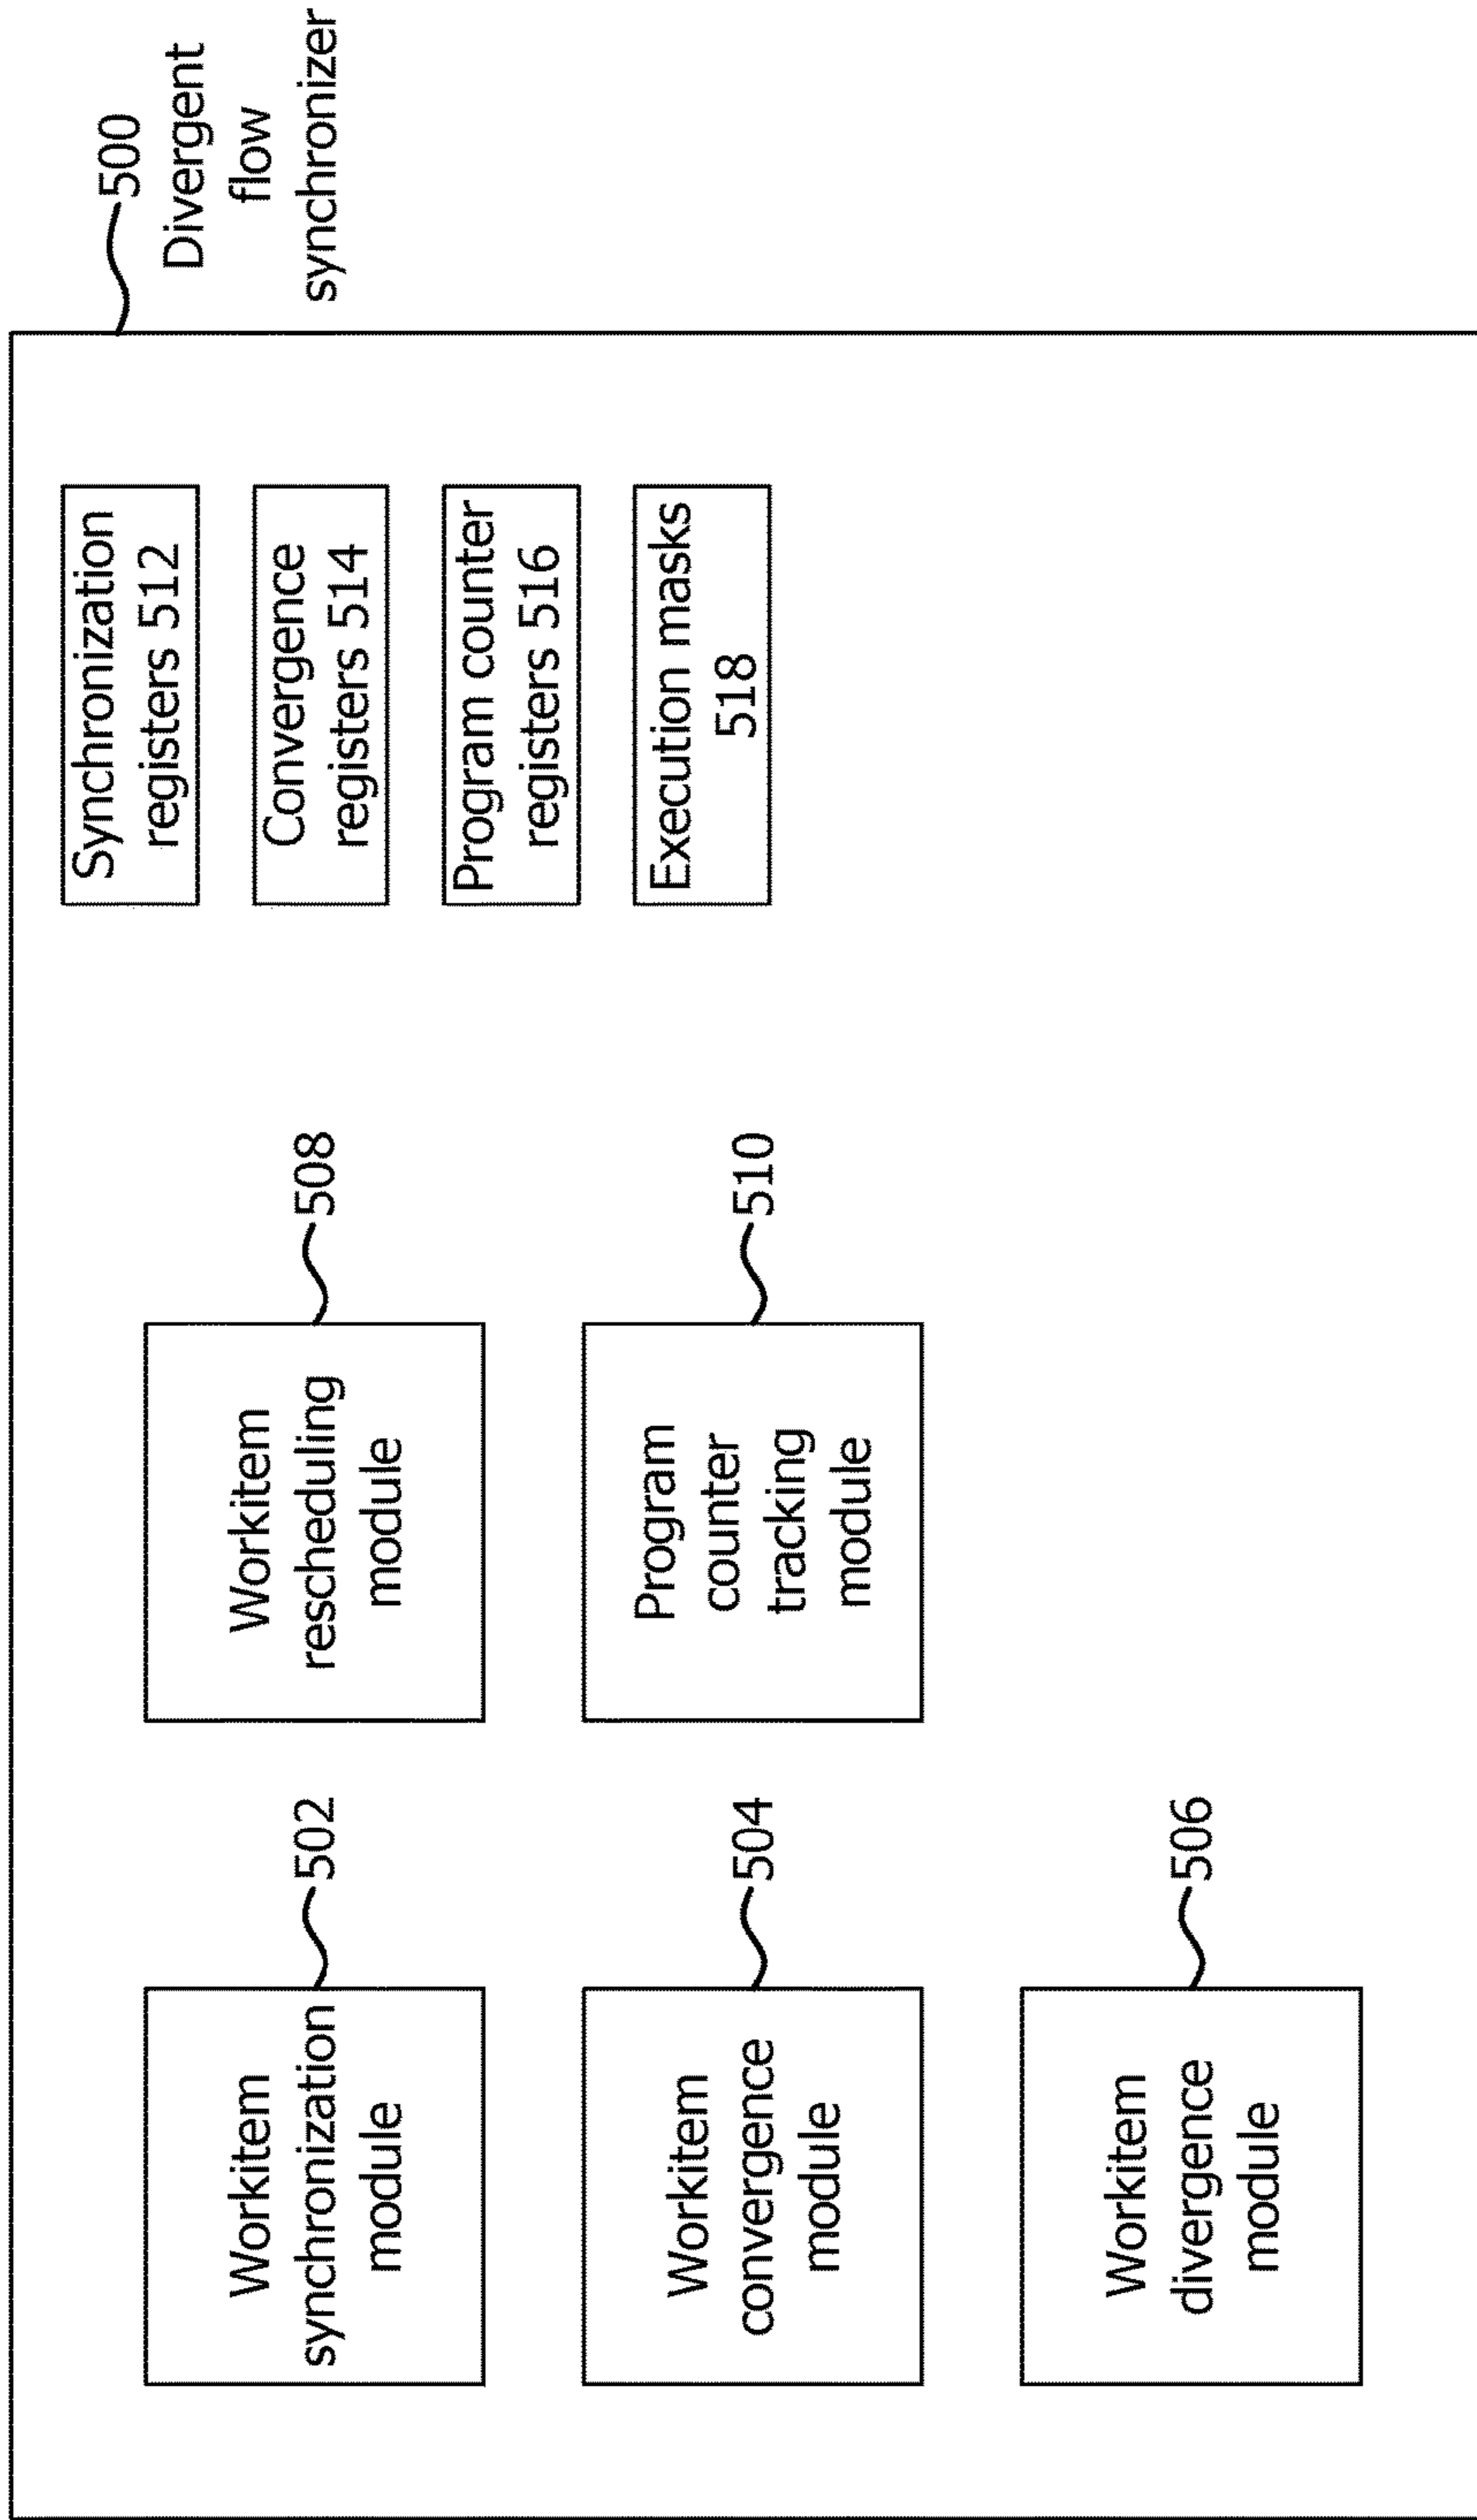 500
Divergent
flow
synchronizer
Workitem
synchronization
module
502
Workitem
rescheduling
module
508
Synchronization
registers 512
Convergence
registers 514
Program counter
registers 516
Execution masks
518
Workitem
convergence
module
504
Program
counter
tracking
module
510
Workitem
divergence
module
506